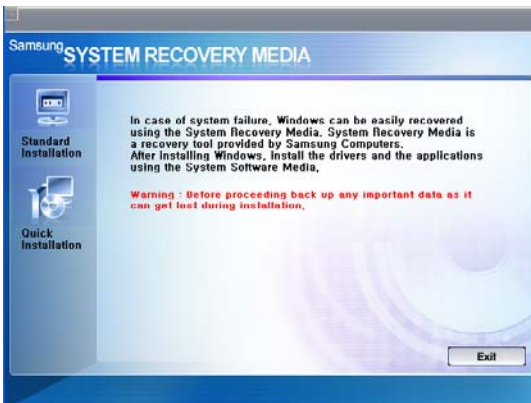 Samsung SYSTEM RECOVERY MEDIA
Standard
Installation
Quick
Installation
In case of system failure, Windows can be easily recovered
using the System Recovery Media. System Recovery Media is
a recovery tool provided by Samsung Computers.
After Installing Windows, Install the drivers and the applications
using the System Software Media.
Warning : Before proceeding back up any important data as it
can get lost during installation.
Exit